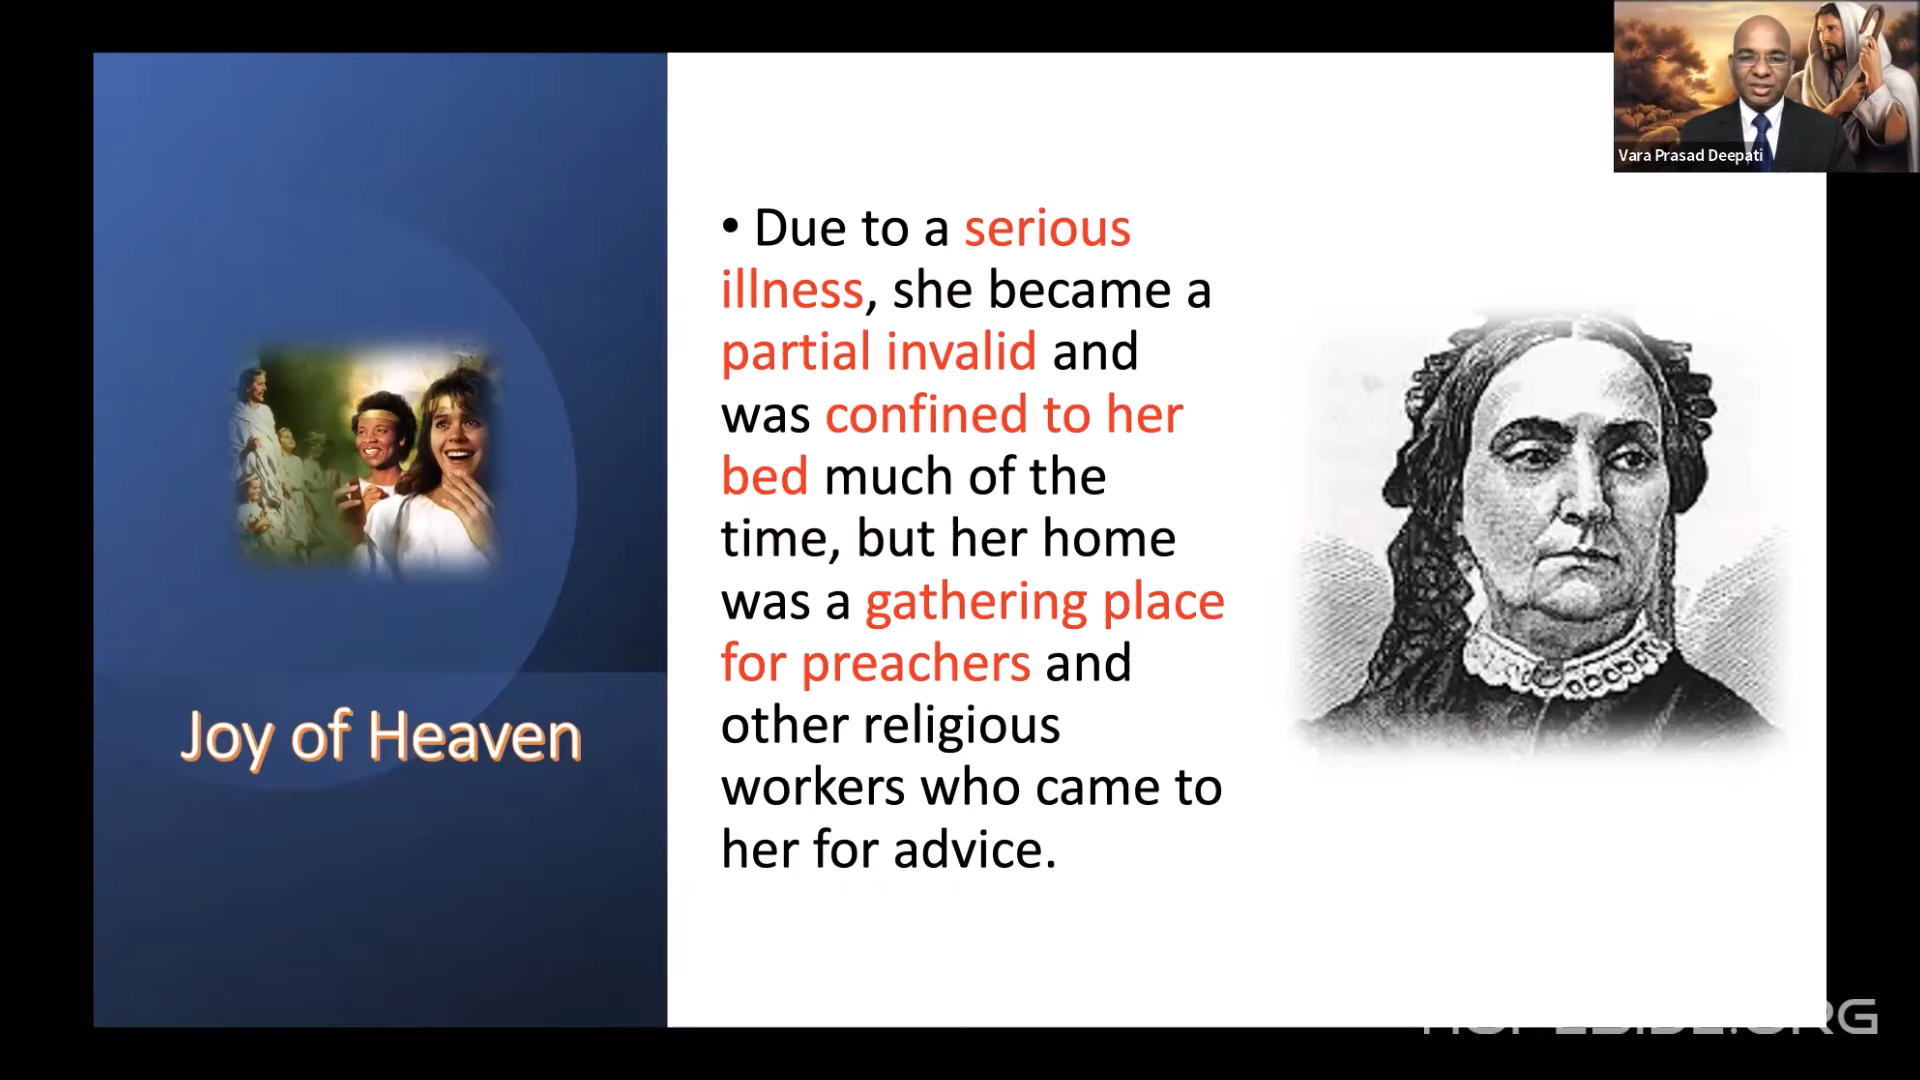 Vara Prasad Deepati
• Due to a serious
illness, she became a
partial invalid and
was confined to her
bed much of the
time, but her home
was a gathering place
for preachers and
other religious
workers who came to
her for advice.
Joy of Heaven